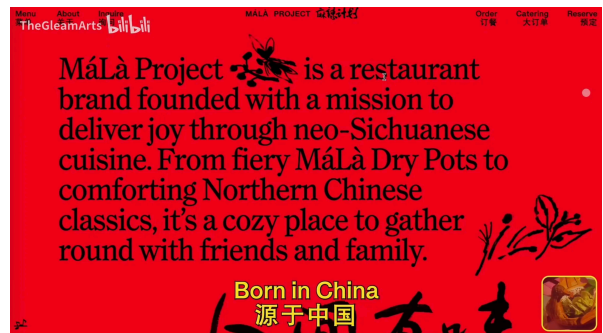 Menu About Inquire MÁLÀ PROJECT Order Catering Reserve
订餐 大订单 预定
TheGleamArts bilibili
MáLà Project is a restaurant
brand founded with a mission to
deliver joy through neo-Sichuanese
cuisine. From fiery MáLà Dry Pots to
comforting Northern Chinese
classics, it's a cozy place to gather
round with friends and family.
Born in China
源于中国